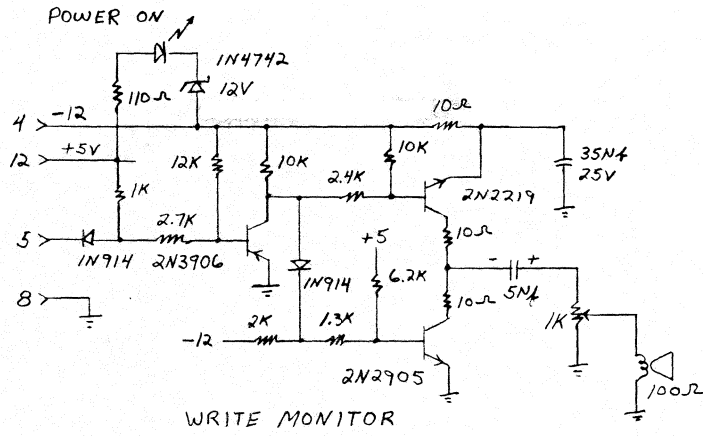 POWER ON
1N4742
12V
110Ω
10Ω
4 -12
12 +5V
12K
10K
10K
35Nf
25V
1K
2.4K
2N2219
2.7K
+5
10Ω
5
1N914
2N3906
1N914
6.2K
- +
5Nf
8
10Ω
1K
-12
2K
1.3K
2N2905
100Ω
WRITE MONITOR